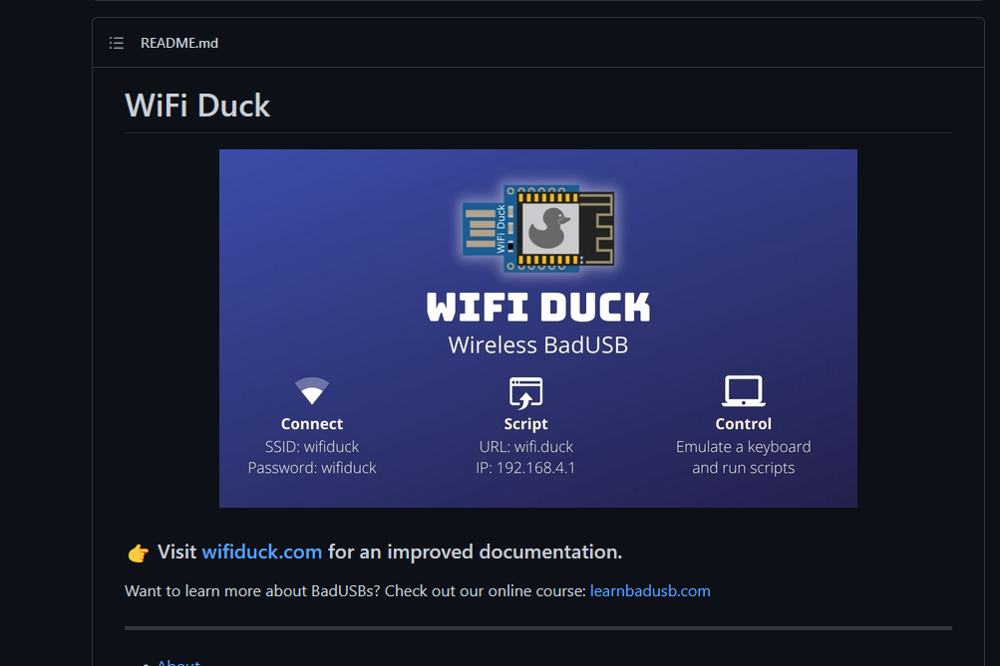 README.md
WiFi Duck
WiFi Duck
WIFI DUCK
Wireless BadUSB
Connect
SSID: wifiduck
Password: wifiduck
Script
URL: wifi.duck
IP: 192.168.4.1
Control
Emulate a keyboard
and run scripts
👉 Visit wifiduck.com for an improved documentation.
Want to learn more about BadUSBs? Check out our online course: learnbadusb.com
About